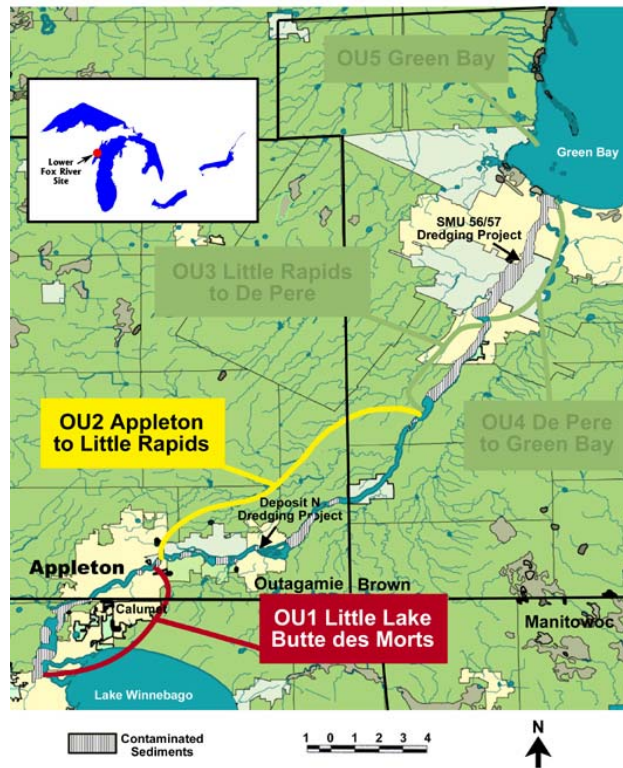 OU5 Green Bay
Green Bay
Lower
Fox River
Site
SMU 56/57
Dredging Project
OU3 Little Rapids
to De Pere
OU2 Appleton
to Little Rapids
OU4 De Pere
to Green Bay
Deposit N
Dredging Project
Appleton
Outagamie
Brown
Calumet
OU1 Little Lake
Butte des Morts
Manitowoc
Lake Winnebago
Contaminated
Sediments
1 0 1 2 3 4
N